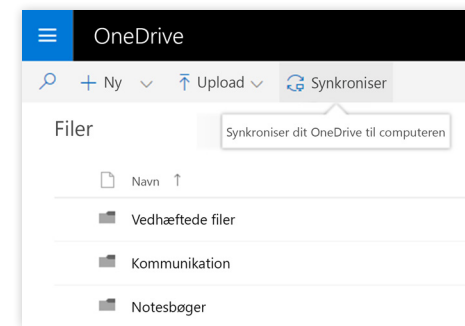 OneDrive
Ny Upload Synkroniser
Synkroniser dit OneDrive til computeren
Filer
Navn
Vedhæftede filer
Kommunikation
Notesbøger